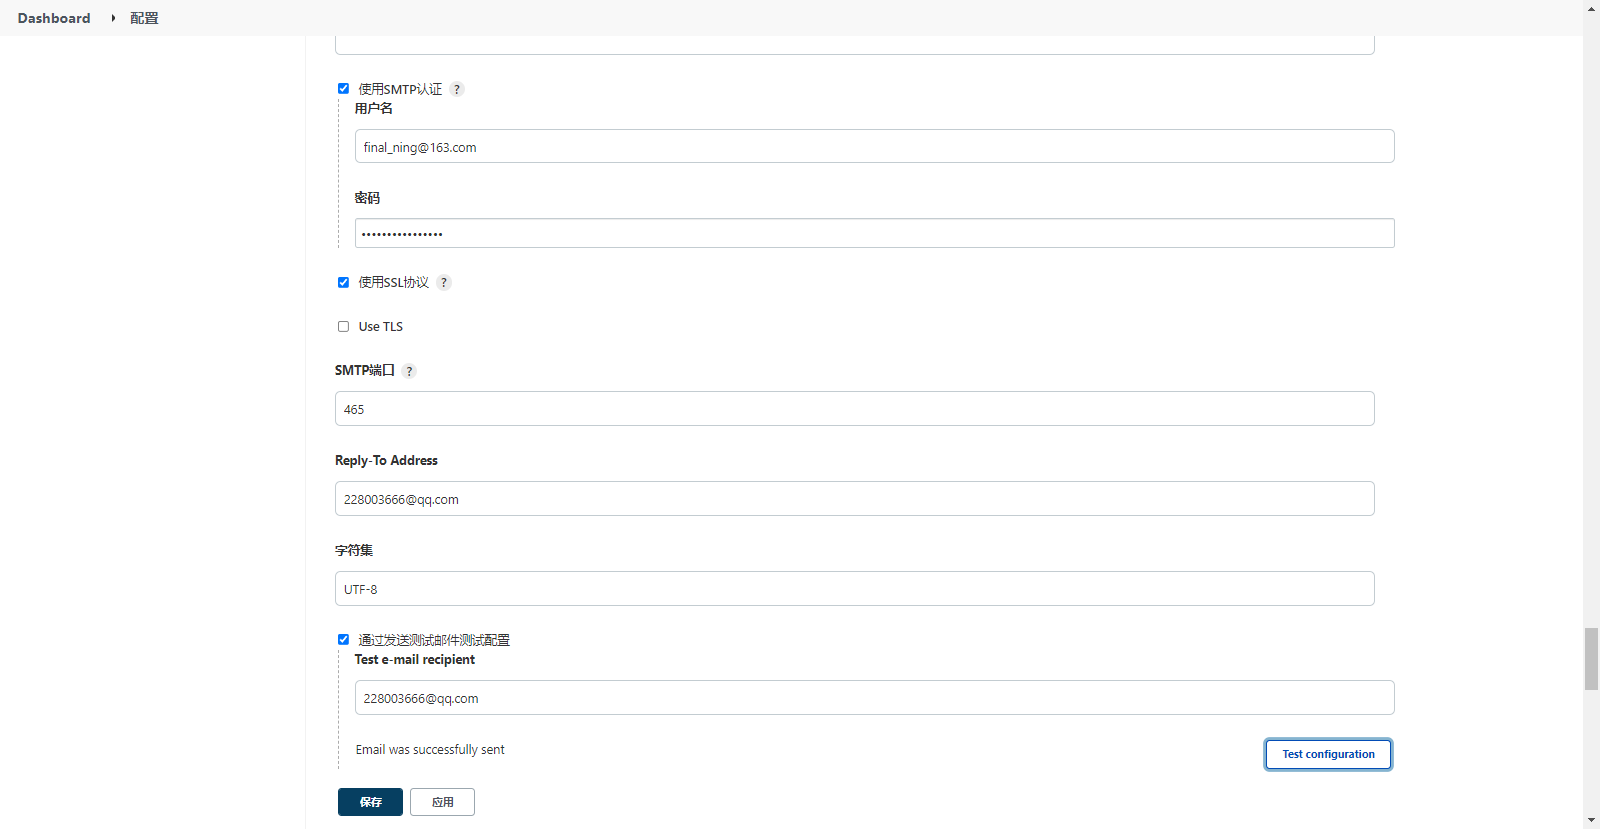 Dashboard 配置
使用SMTP认证 ?
用户名
final_ning@163.com
密码
••••••••••••••••
使用SSL协议 ?
Use TLS
SMTP端口 ?
465
Reply-To Address
228003666@qq.com
字符集
UTF-8
通过发送测试邮件测试配置
Test e-mail recipient
228003666@qq.com
Email was successfully sent
Test configuration
保存 应用